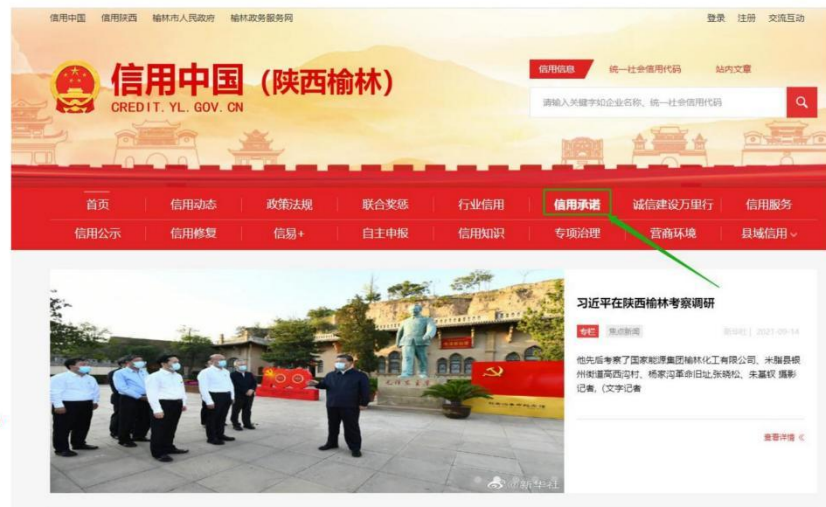 信用中国 信用陕西 榆林市人民政府 榆林政务服务网 登录 注册 交流互动
信用中国（陕西榆林）
CREDIT. YL. GOV. CN
信用信息 统一社会信用代码 站内文章
请输入关键字如企业名称、统一社会信用代码
首页 信用动态 政策法规 联合奖惩 行业信用 信用承诺 诚信建设万里行 信用服务
信用公示 信用修复 信易+ 自主申报 信用知识 专项治理 营商环境 县域信用
习近平在陕西榆林考察调研
专栏 焦点新闻 新华社 | 2021-09-14
他先后考察了国家能源集团榆林化工有限公司、米脂县银
州街道高西沟村、杨家沟革命旧址,张晓松、朱基钗 摄影
记者,（文字记者
查看详情
@新华社